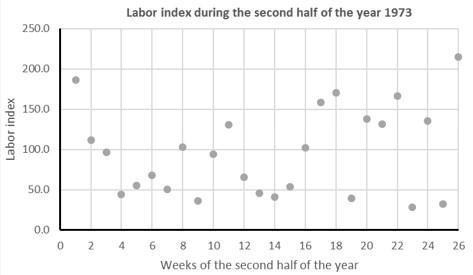 Labor index during the second half of the year 1973
250.0
200.0
150.0
100.0
50.0
0.0
Labor index
0 2 4 6 8 10 12 14 16 18 20 22 24 26
Weeks of the second half of the year